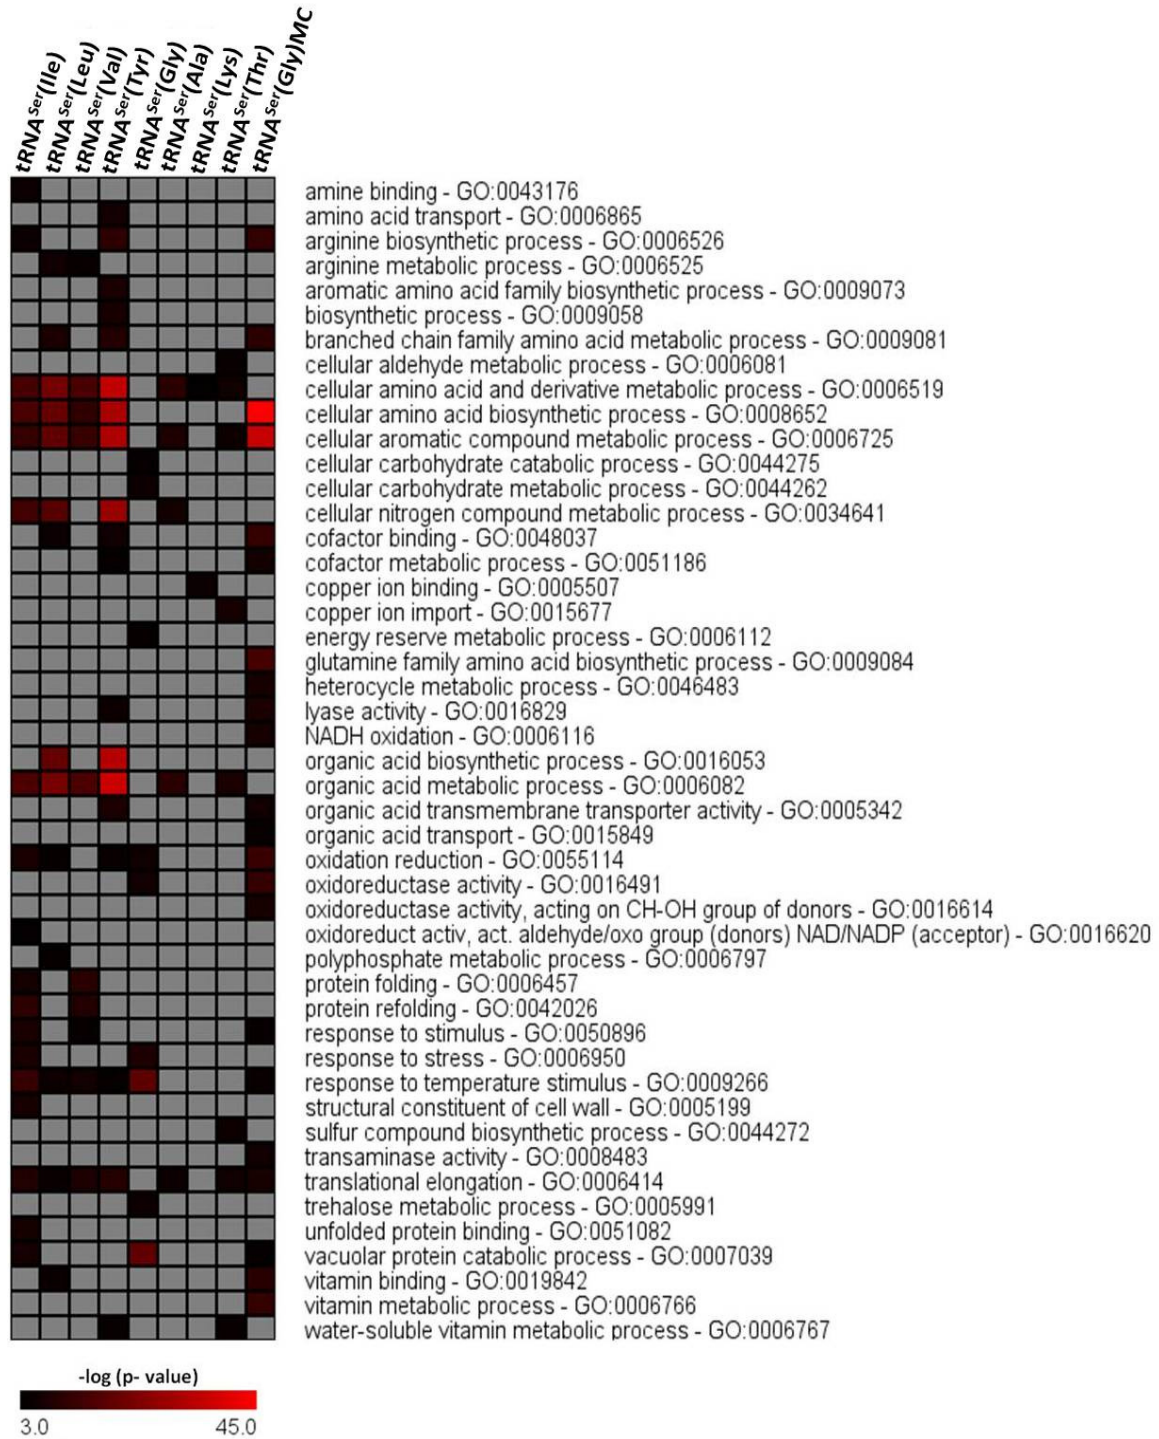 tRNASer(Ile)
tRNASer(Leu)
tRNASer(Val)
tRNASer(Tyr)
tRNASer(Gly)
tRNASer(Ala)
tRNASer(Lys)
tRNASer(Thr)
tRNASer(Gly)MC
amine binding - GO:0043176
amino acid transport - GO:0006865
arginine biosynthetic process - GO:0006526
arginine metabolic process - GO:0006525
aromatic amino acid family biosynthetic process - GO:0009073
biosynthetic process - GO:0009058
branched chain family amino acid metabolic process - GO:0009081
cellular aldehyde metabolic process - GO:0006081
cellular amino acid and derivative metabolic process - GO:0006519
cellular amino acid biosynthetic process - GO:0008652
cellular aromatic compound metabolic process - GO:0006725
cellular carbohydrate catabolic process - GO:0044275
cellular carbohydrate metabolic process - GO:0044262
cellular nitrogen compound metabolic process - GO:0034641
cofactor binding - GO:0048037
cofactor metabolic process - GO:0051186
copper ion binding - GO:0005507
copper ion import - GO:0015677
energy reserve metabolic process - GO:0006112
glutamine family amino acid biosynthetic process - GO:0009084
heterocycle metabolic process - GO:0046483
lyase activity - GO:0016829
NADH oxidation - GO:0006116
organic acid biosynthetic process - GO:0016053
organic acid metabolic process - GO:0006082
organic acid transmembrane transporter activity - GO:0005342
organic acid transport - GO:0015849
oxidation reduction - GO:0055114
oxidoreductase activity - GO:0016491
oxidoreductase activity, acting on CH-OH group of donors - GO:0016614
oxidoreduct activ, act. aldehyde/oxo group (donors) NAD/NADP (acceptor) - GO:0016620
polyphosphate metabolic process - GO:0006797
protein folding - GO:0006457
protein refolding - GO:0042026
response to stimulus - GO:0050896
response to stress - GO:0006950
response to temperature stimulus - GO:0009266
structural constituent of cell wall - GO:0005199
sulfur compound biosynthetic process - GO:0044272
transaminase activity - GO:0008483
translational elongation - GO:0006414
trehalose metabolic process - GO:0005991
unfolded protein binding - GO:0051082
vacuolar protein catabolic process - GO:0007039
vitamin binding - GO:0019842
vitamin metabolic process - GO:0006766
water-soluble vitamin metabolic process - GO:0006767
-log (p- value)
3.0 45.0